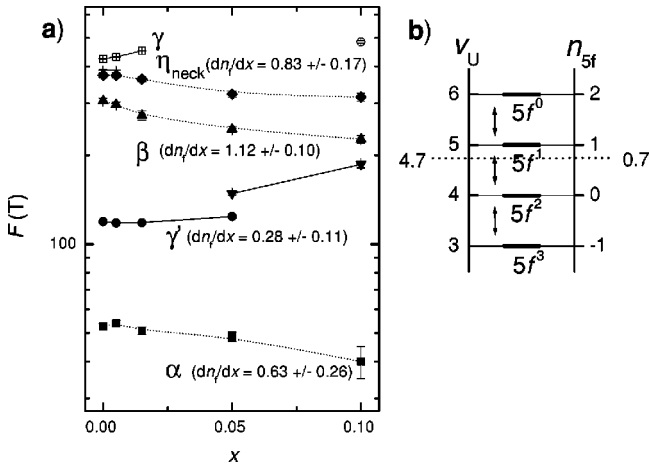 a)
γ
η_neck (dn_f/dx = 0.83 +/- 0.17)
β (dn_f/dx = 1.12 +/- 0.10)
γ' (dn_f/dx = 0.28 +/- 0.11)
α (dn_f/dx = 0.63 +/- 0.26)
F (T)
100
0.00 0.05 0.10
x
b)
ν_U n_5f
6 5f^0 2
5 5f^1 1
4.7 0.7
4 5f^2 0
3 5f^3 -1